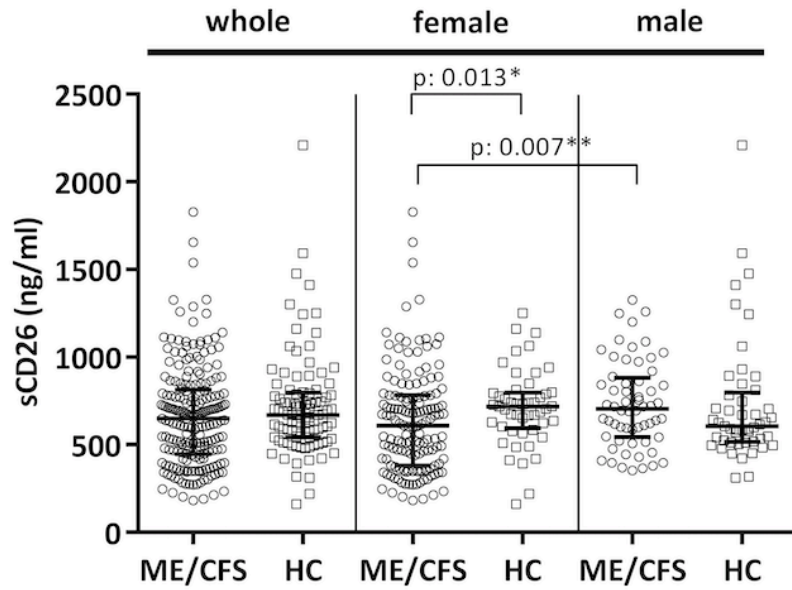 whole female male
p: 0.013*
p: 0.007**
sCD26 (ng/ml)
2500
2000
1500
1000
500
0
ME/CFS HC ME/CFS HC ME/CFS HC